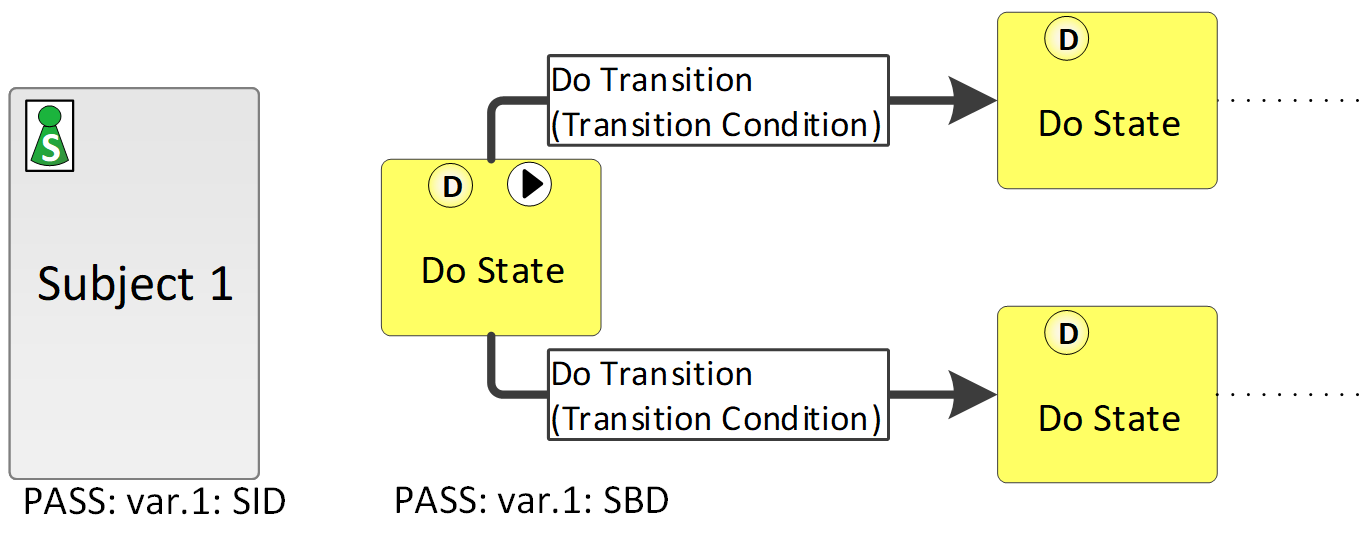 S
Subject 1
PASS: var.1: SID
D
Do State
Do Transition
(Transition Condition)
D
Do State
Do Transition
(Transition Condition)
D
Do State
PASS: var.1: SBD